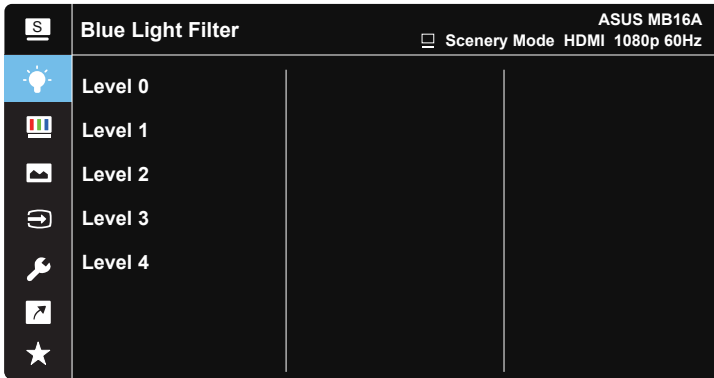 S
Blue Light Filter
ASUS MB16A
Scenery Mode HDMI 1080p 60Hz
Level 0
Level 1
Level 2
Level 3
Level 4